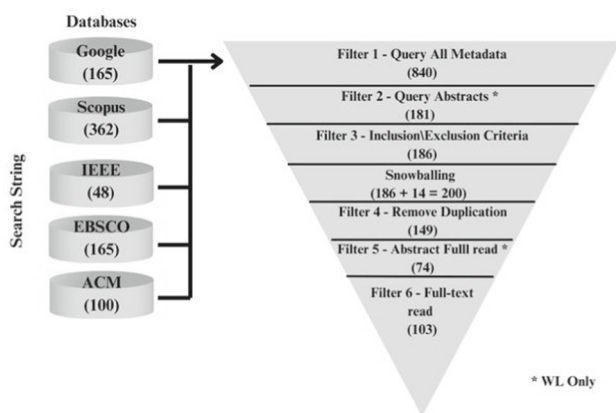 Databases
Google
(165)
Scopus
(362)
IEEE
(48)
EBSCO
(165)
ACM
(100)
Search String
Filter 1 - Query All Metadata
(840)
Filter 2 - Query Abstracts *
(181)
Filter 3 - Inclusion\Exclusion Criteria
(186)
Snowballing
(186 + 14 = 200)
Filter 4 - Remove Duplication
(149)
Filter 5 - Abstract Fulll read *
(74)
Filter 6 - Full-text
read
(103)
* WL Only